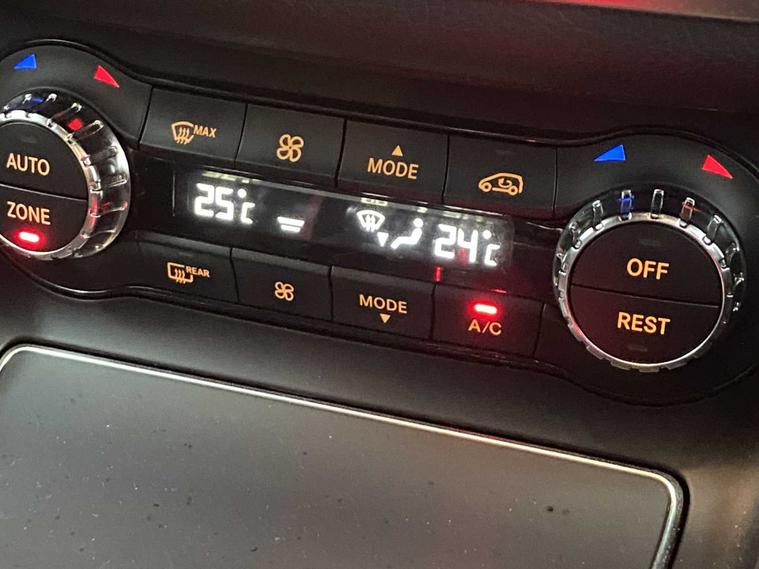 MAX
MODE
AUTO
ZONE
25°C
24°C
OFF
REST
REAR
MODE
A/C